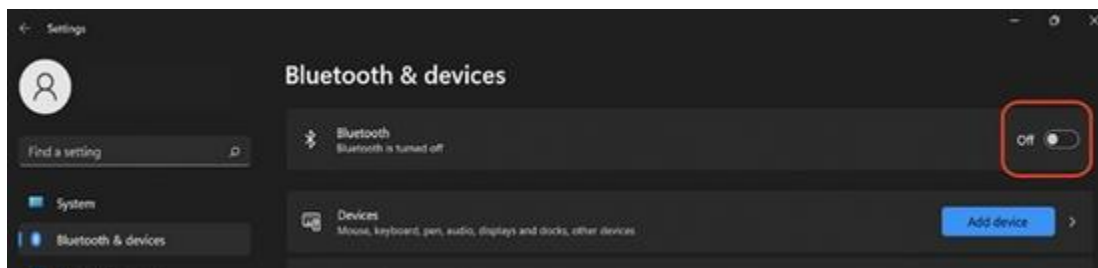 Settings
Bluetooth & devices
Bluetooth
Bluetooth is turned off
Off
Find a setting
System
Devices
Mouse, keyboard, pen, audio, displays and docks, other devices
Add device
Bluetooth & devices